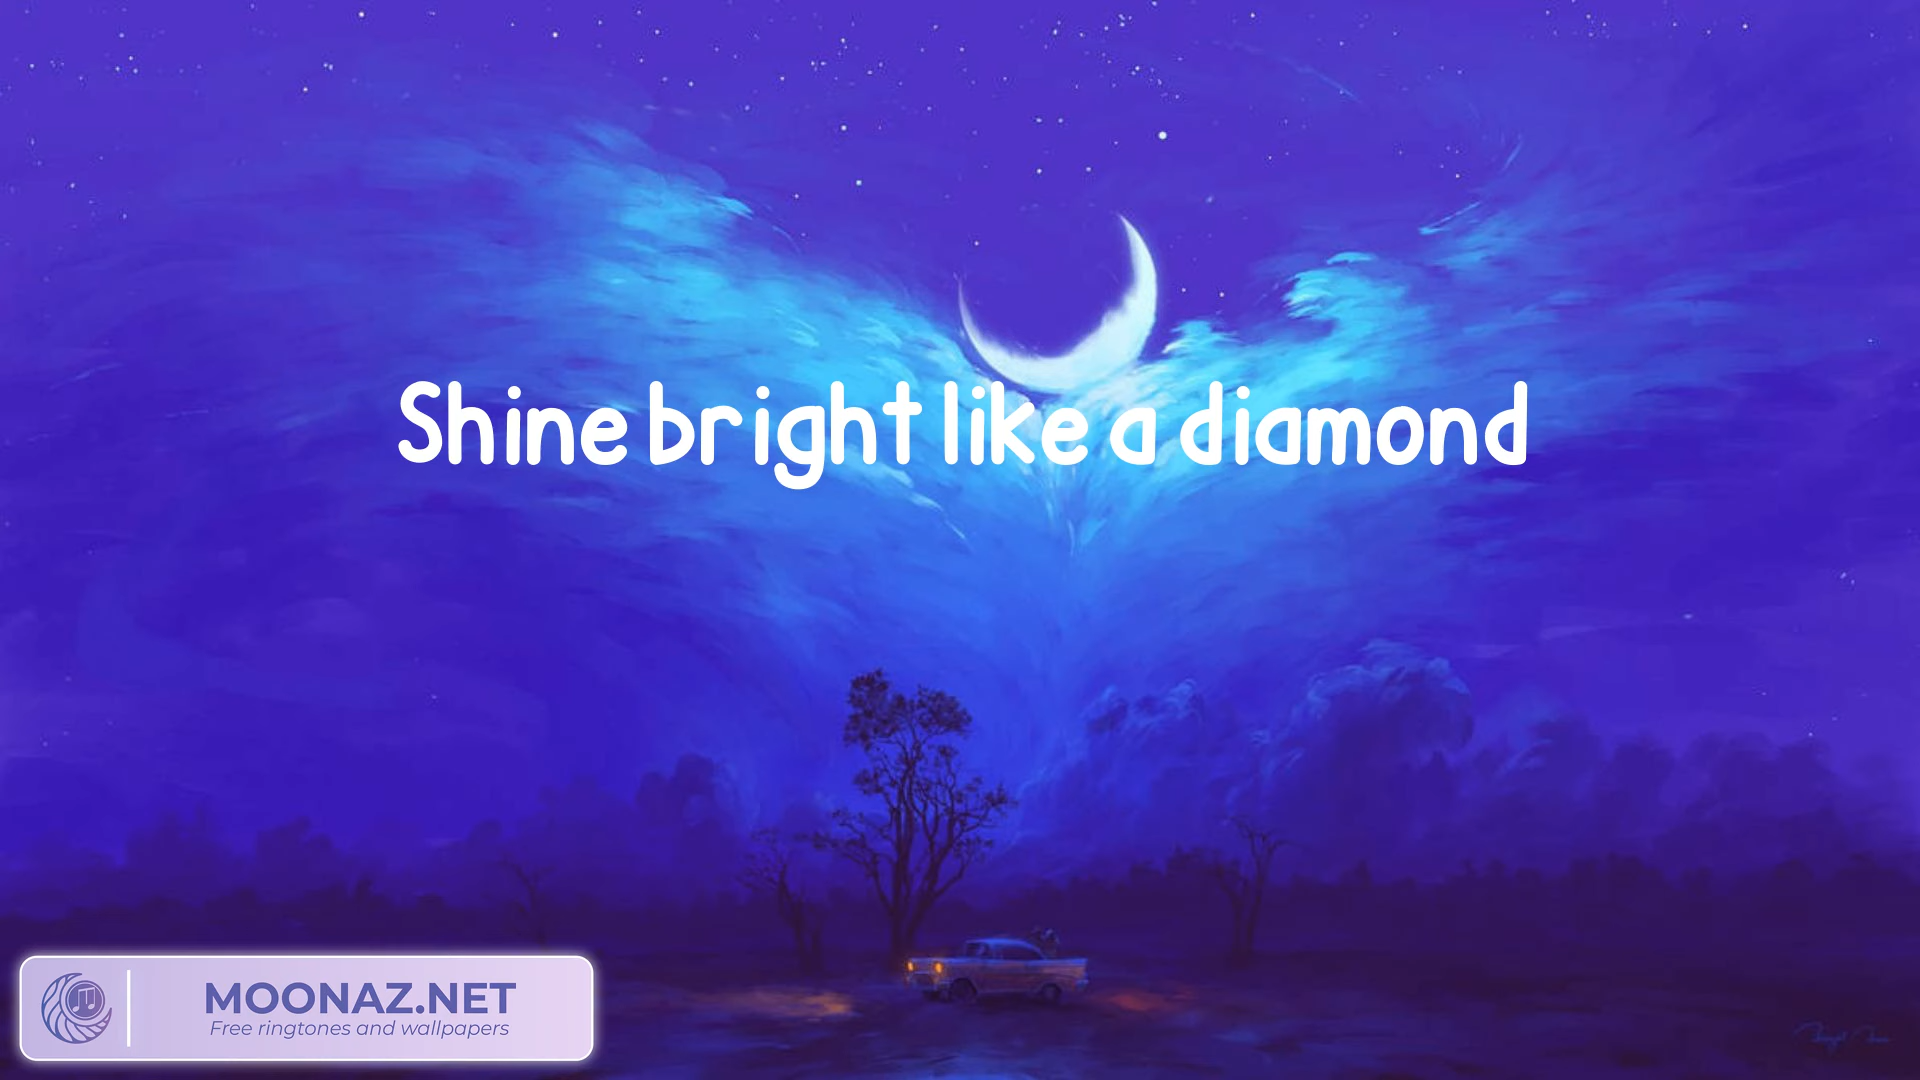 Shine bright like a diamond
MOONAZ.NET
Free ringtones and wallpapers